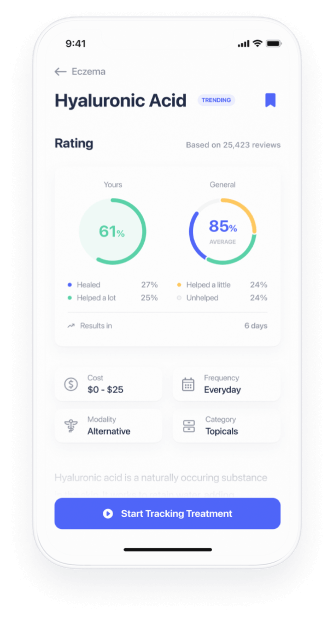 9:41
Eczema
Hyaluronic Acid TRENDING
Rating Based on 25,423 reviews
Yours General
61% 85%
AVERAGE
Healed 27% Helped a little 24%
Helped a lot 25% Unhelped 24%
Results in 6 days
Cost Frequency
$0 - $25 Everyday
Modality Category
Alternative Topicals
Hyaluronic acid is a naturally occuring substance
Start Tracking Treatment